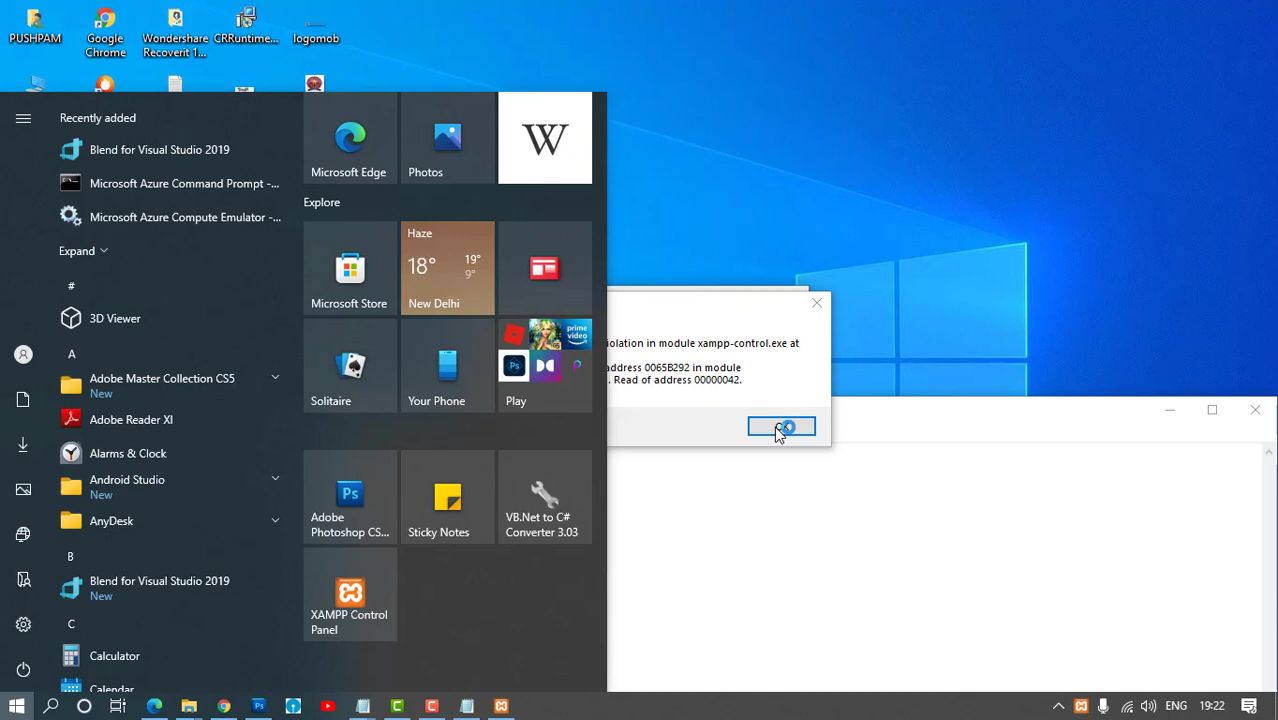 PUSHPAM
Google
Chrome
Wondershare
Recoverit 1...
CRRuntime...
logomob
Recently added
Blend for Visual Studio 2019
Microsoft Azure Command Prompt -...
Microsoft Azure Compute Emulator -...
Expand
#
3D Viewer
A
Adobe Master Collection CS5
New
Adobe Reader XI
Alarms & Clock
Android Studio
New
AnyDesk
B
Blend for Visual Studio 2019
New
C
Calculator
Calendar
Microsoft Edge
Photos
W
Explore
Microsoft Store
Haze
18°
19°
9°
New Delhi
Solitaire
Your Phone
prime
video
Ps
Play
Ps
Adobe
Photoshop CS...
Sticky Notes
VB.Net to C#
Converter 3.03
XAMPP Control
Panel
iolation in module xampp-control.exe at
address 0065B292 in module
. Read of address 00000042.
ENG
19:22